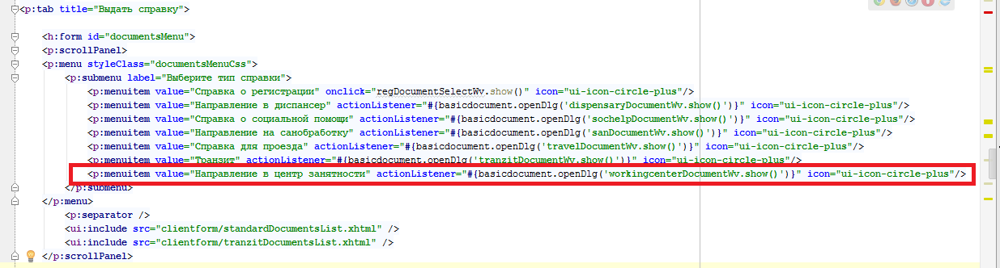 <p:tab title="Выдать справку">
<h:form id="documentsMenu">
<p:scrollPanel>
<p:menu styleClass="documentsMenuCss">
<p:submenu label="Выберите тип справки">
<p:menuitem value="Справка о регистрации" onclick="regDocumentSelectWv.show()" icon="ui-icon-circle-plus"/>
<p:menuitem value="Направление в диспансер" actionListener="#{basicdocument.openDlg('dispensaryDocumentWv.show()')}" icon="ui-icon-circle-plus"/>
<p:menuitem value="Справка о социальной помощи" actionListener="#{basicdocument.openDlg('sochelpDocumentWv.show()')}" icon="ui-icon-circle-plus"/>
<p:menuitem value="Направление на санобработку" actionListener="#{basicdocument.openDlg('sanDocumentWv.show()')}" icon="ui-icon-circle-plus"/>
<p:menuitem value="Справка для проезда" actionListener="#{basicdocument.openDlg('travelDocumentWv.show()')}" icon="ui-icon-circle-plus"/>
<p:menuitem value="Транзит" actionListener="#{basicdocument.openDlg('tranzitDocumentWv.show()')}" icon="ui-icon-circle-plus"/>
<p:menuitem value="Направление в центр занятности" actionListener="#{basicdocument.openDlg('workingcenterDocumentWv.show()')}" icon="ui-icon-circle-plus"/>
</p:submenu>
</p:menu>
<p:separator />
<ui:include src="clientform/standardDocumentsList.xhtml" />
<ui:include src="clientform/tranzitDocumentsList.xhtml" />
</p:scrollPanel>